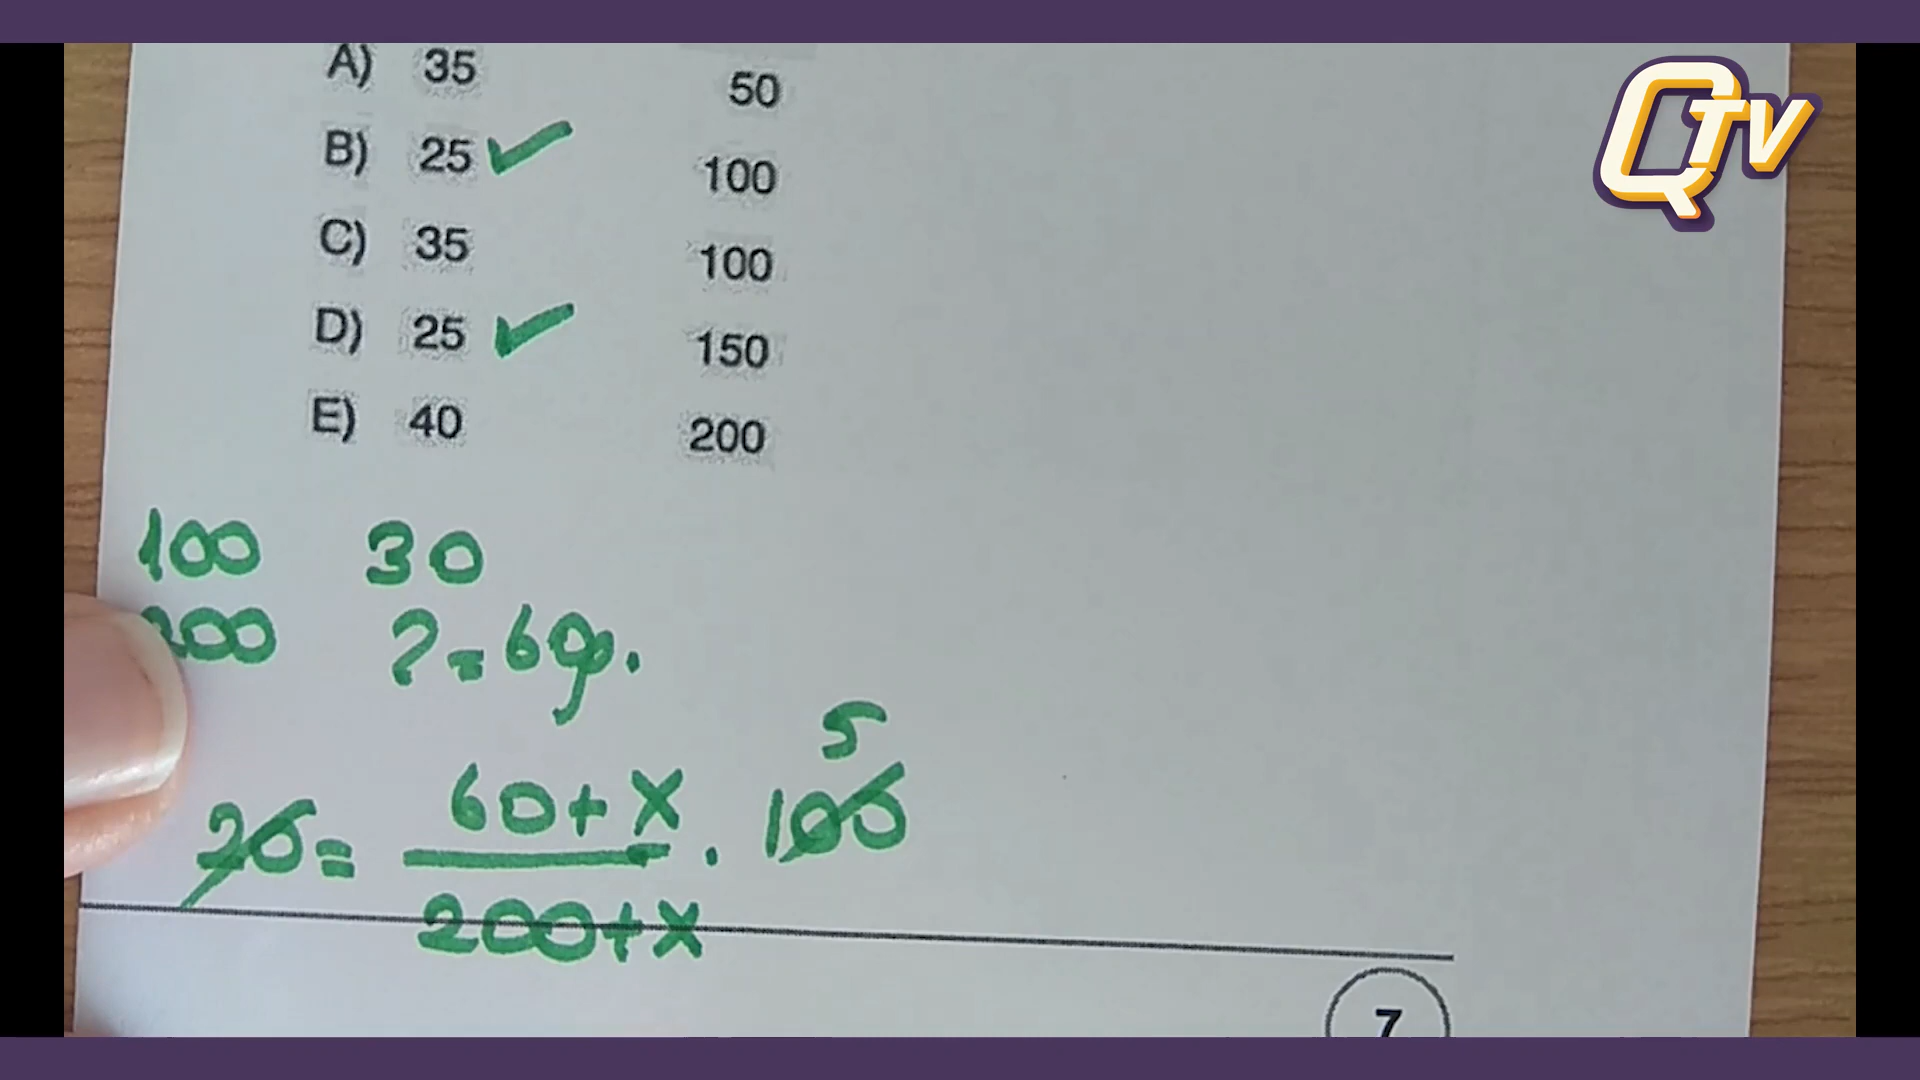 QTV
A) 35 50
B) 25 ✓ 100
C) 35 100
D) 25 ✓ 150
E) 40 200
100 30
200 ? = 60g.
5
20 = 60+x . 100
200+x
7